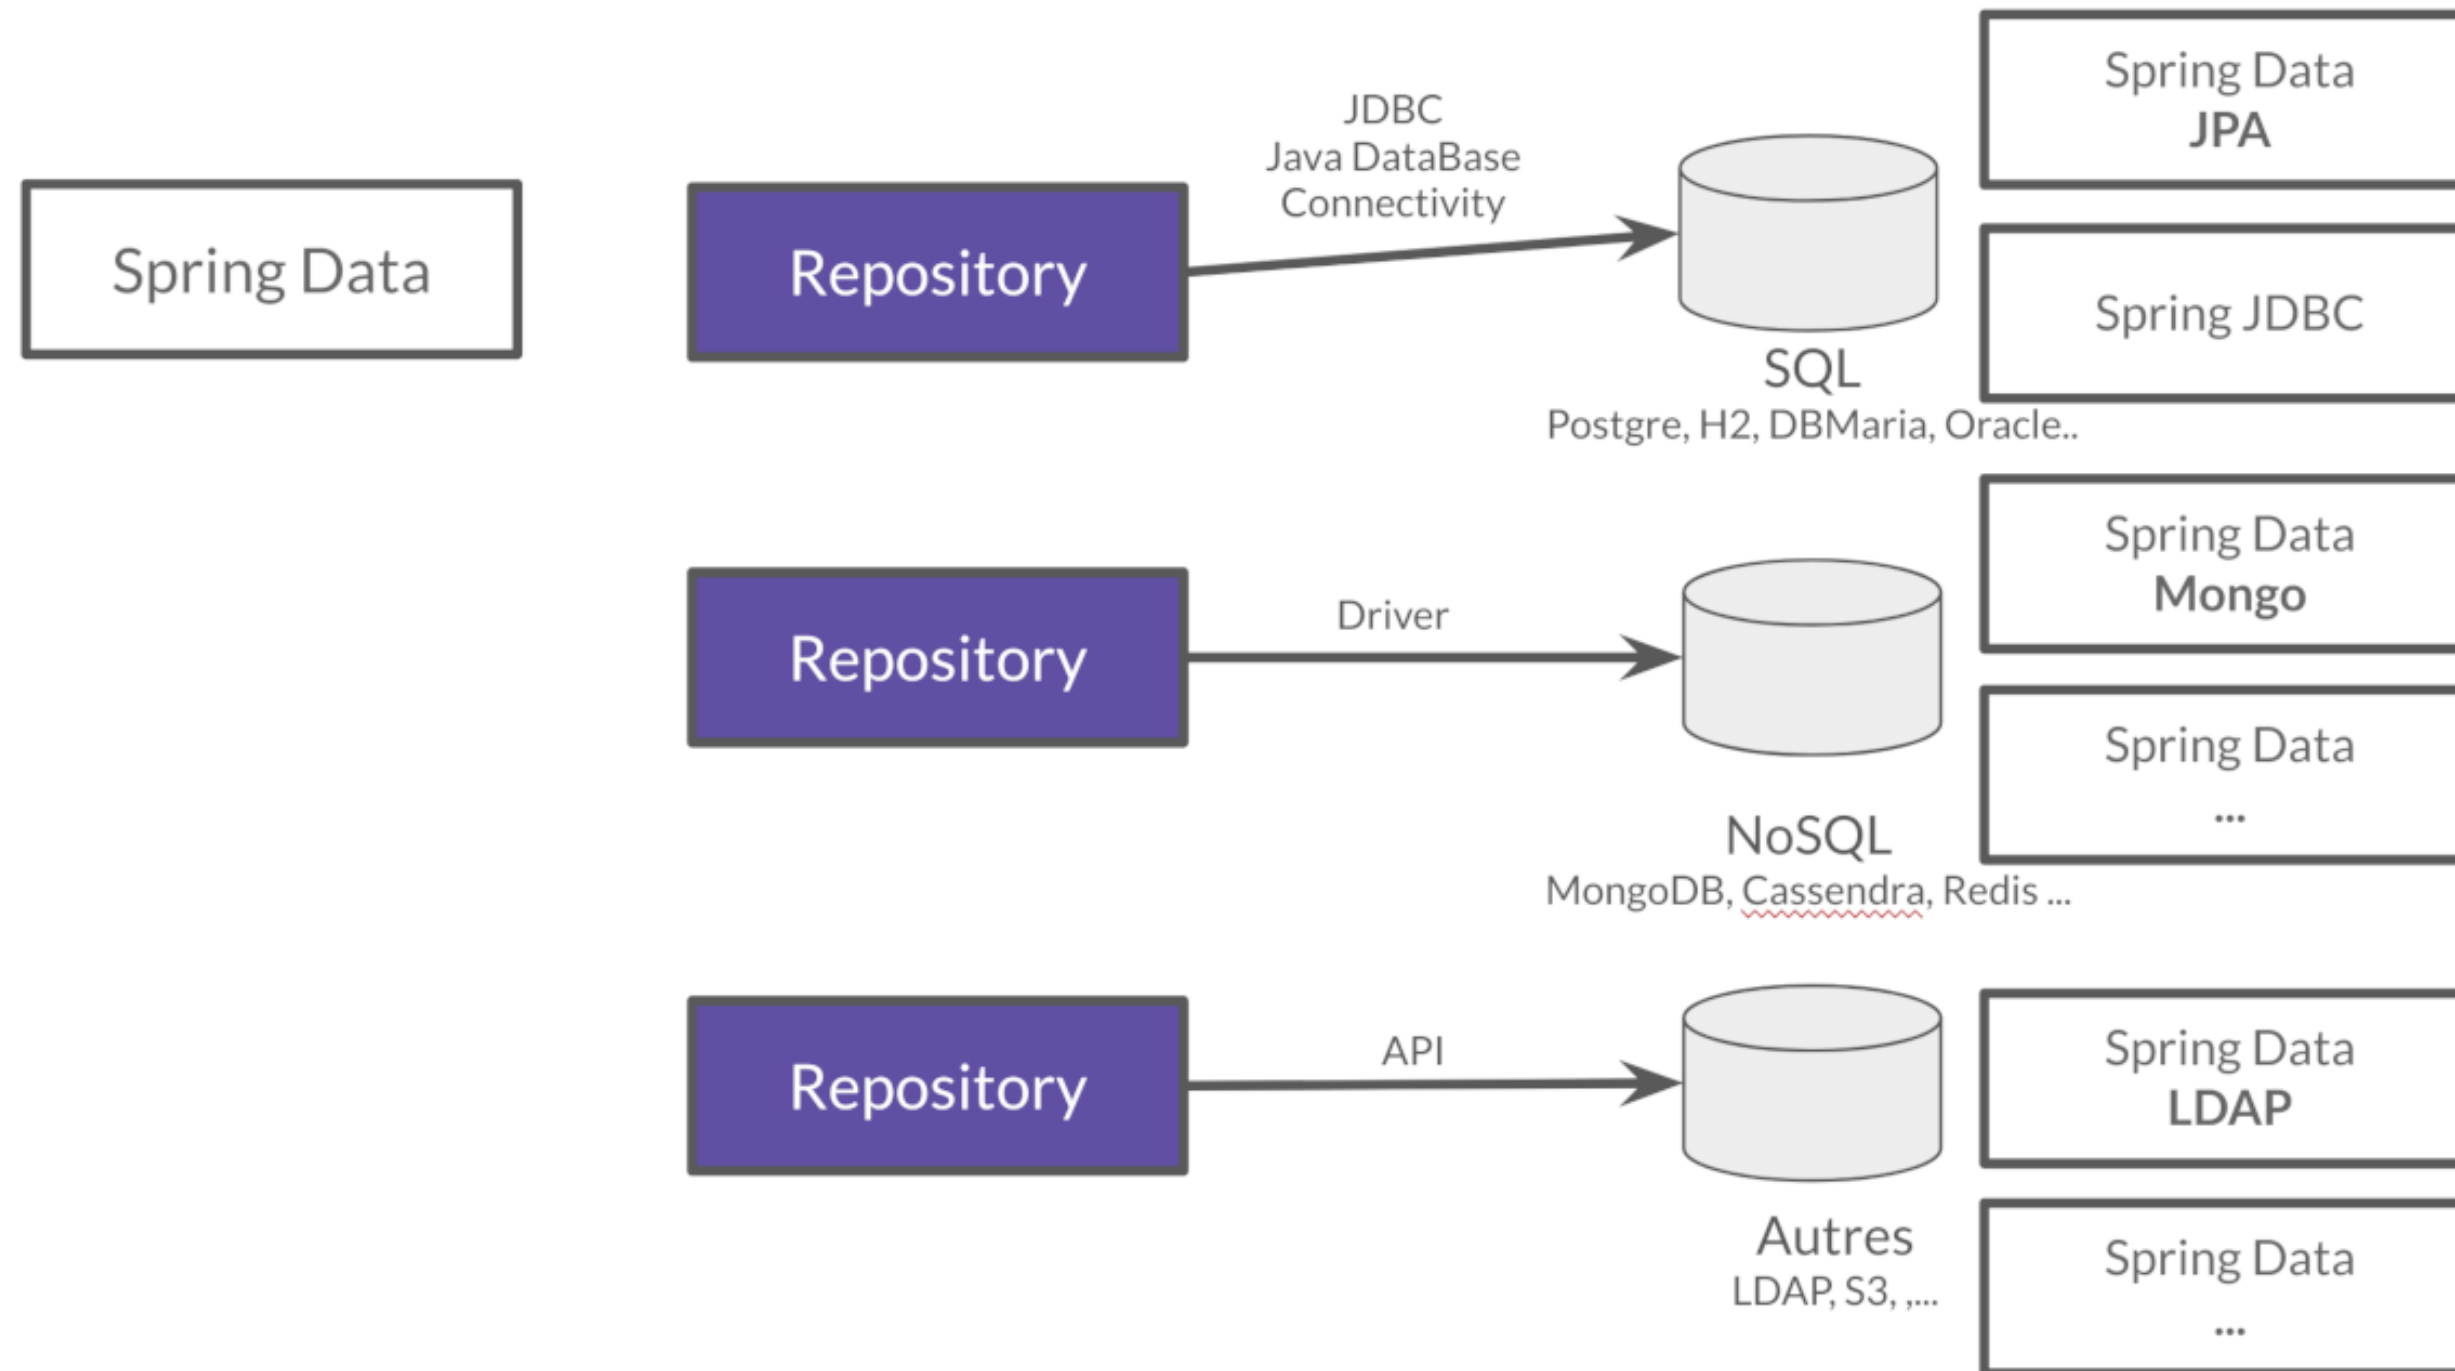 Spring Data
Repository
JDBC
Java DataBase
Connectivity
SQL
Postgre, H2, DBMaria, Oracle..
Spring Data
JPA
Spring JDBC
Repository
Driver
NoSQL
MongoDB, Cassendra, Redis ...
Spring Data
Mongo
Spring Data
...
Repository
API
Autres
LDAP, S3, ,...
Spring Data
LDAP
Spring Data
...